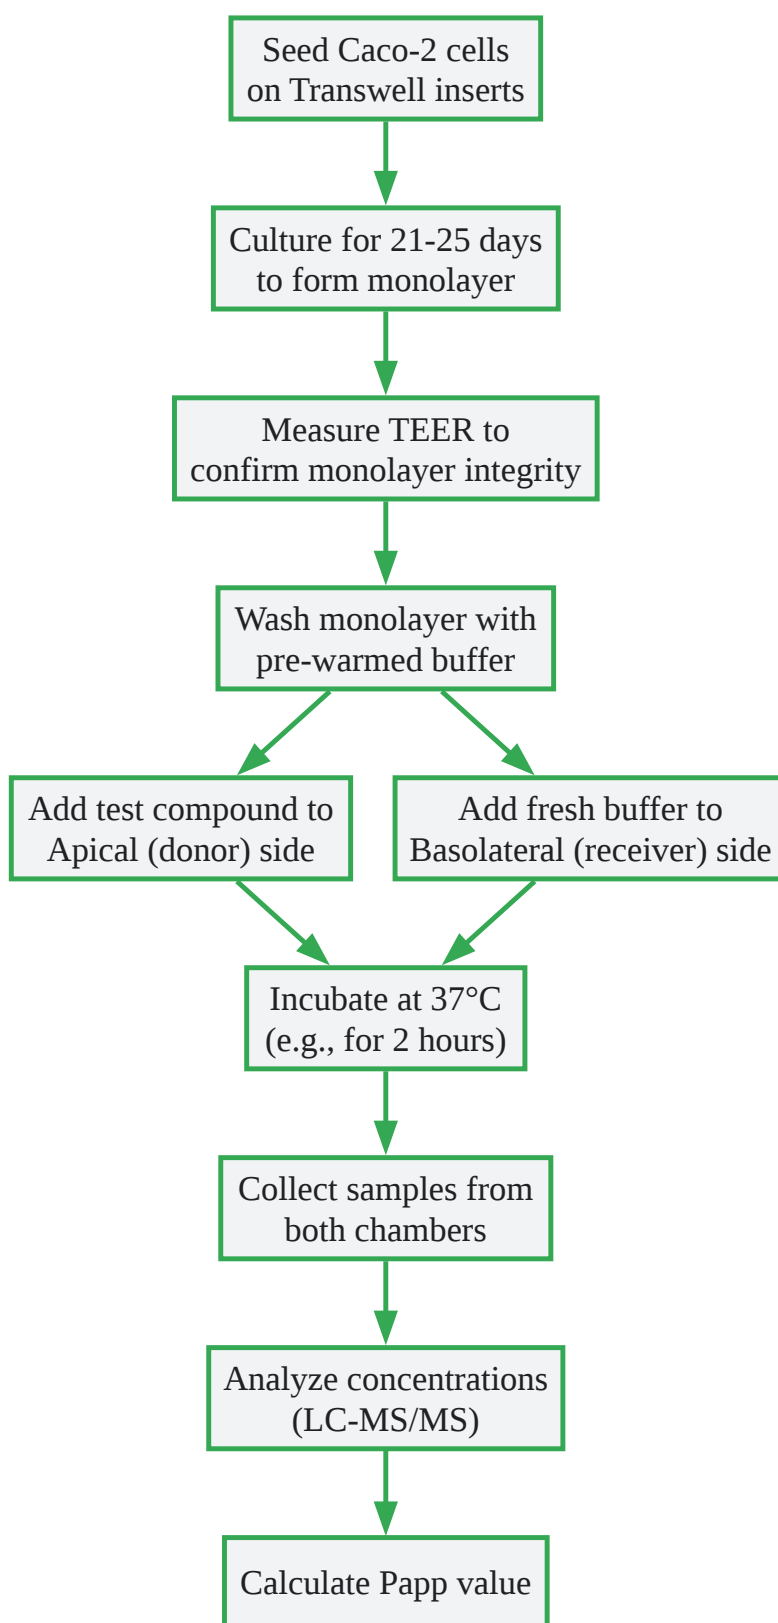 Seed Caco-2 cells
on Transwell inserts
Culture for 21-25 days
to form monolayer
Measure TEER to
confirm monolayer integrity
Wash monolayer with
pre-warmed buffer
Add test compound to
Apical (donor) side
Add fresh buffer to
Basolateral (receiver) side
Incubate at 37°C
(e.g., for 2 hours)
Collect samples from
both chambers
Analyze concentrations
(LC-MS/MS)
Calculate Papp value